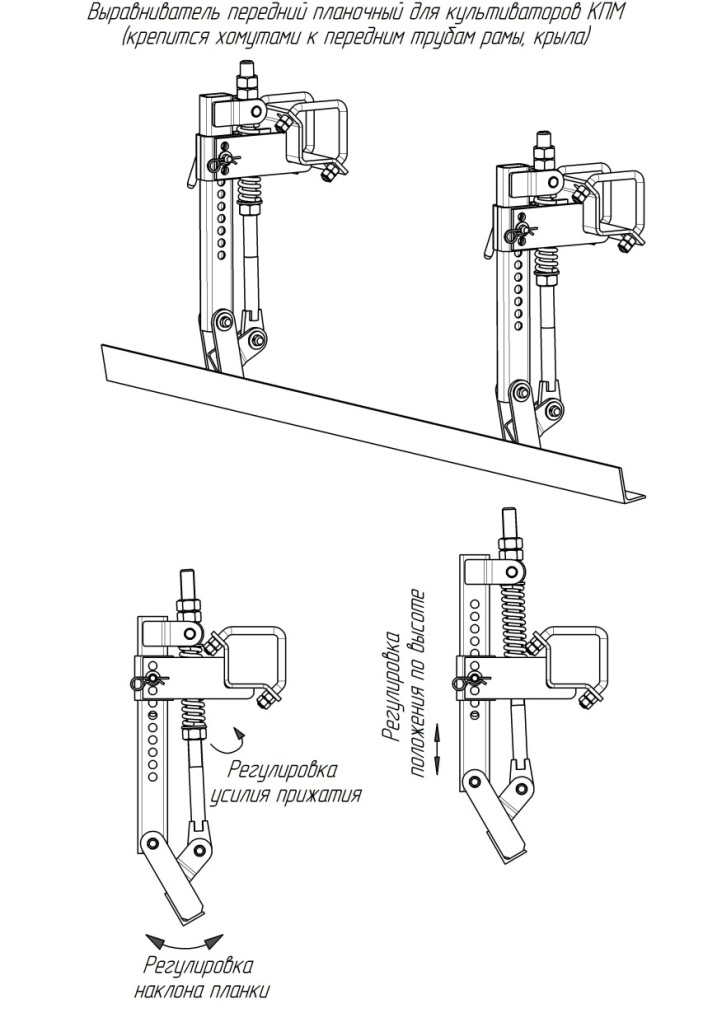 Выравниватель передний планочный для культиваторов КПМ
(крепится хомутами к передним трубам рамы, крыла)
Регулировка
положения по высоте
Регулировка
усилия прижатия
Регулировка
наклона планки